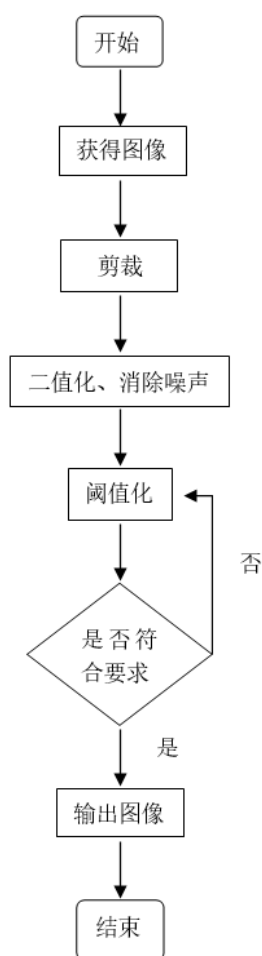 开始
获得图像
剪裁
二值化、消除噪声
阈值化
否
是否符
合要求
是
输出图像
结束